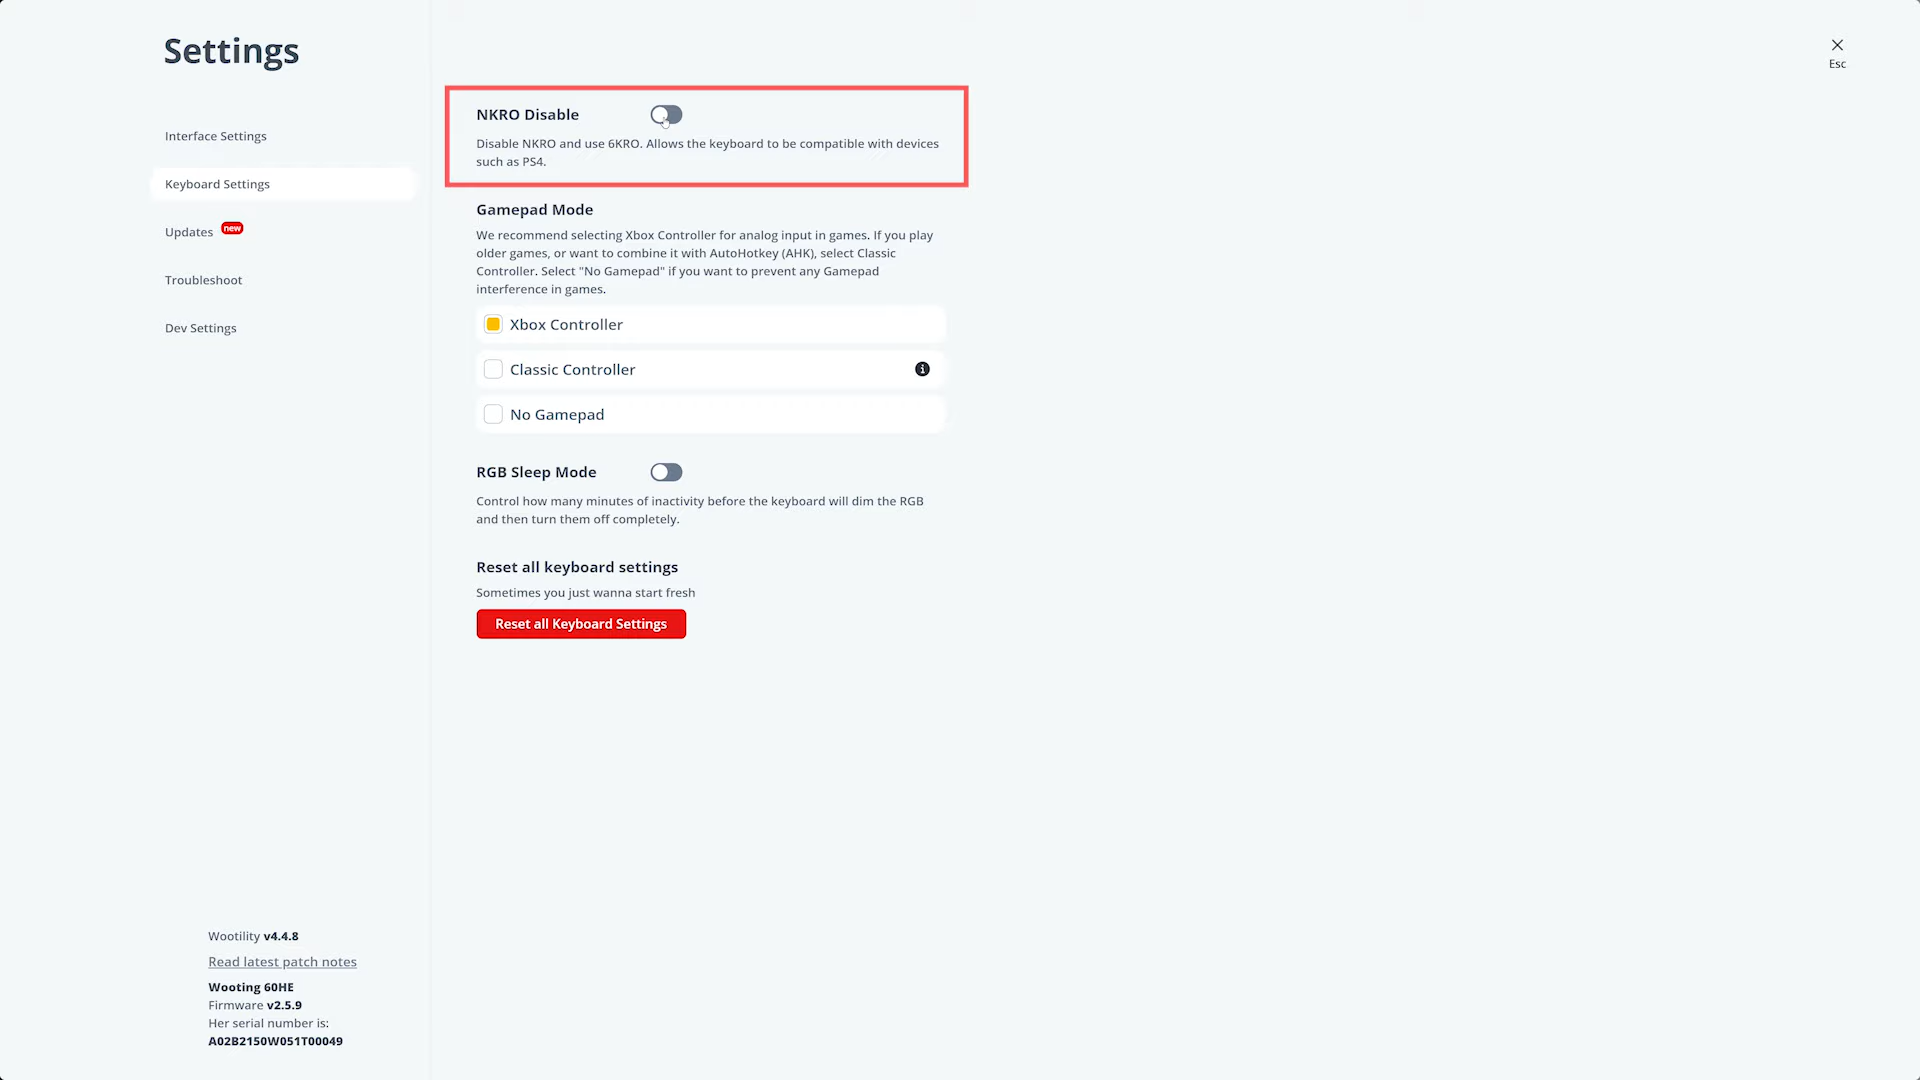 Settings
Esc
Interface Settings
Keyboard Settings
Updates new
Troubleshoot
Dev Settings
NKRO Disable
Disable NKRO and use 6KRO. Allows the keyboard to be compatible with devices
such as PS4.
Gamepad Mode
We recommend selecting Xbox Controller for analog input in games. If you play
older games, or want to combine it with AutoHotkey (AHK), select Classic
Controller. Select "No Gamepad" if you want to prevent any Gamepad
interference in games.
Xbox Controller
Classic Controller
No Gamepad
RGB Sleep Mode
Control how many minutes of inactivity before the keyboard will dim the RGB
and then turn them off completely.
Reset all keyboard settings
Sometimes you just wanna start fresh
Reset all Keyboard Settings
Wootility v4.4.8
Read latest patch notes
Wooting 60HE
Firmware v2.5.9
Her serial number is:
A02B2150W051T00049